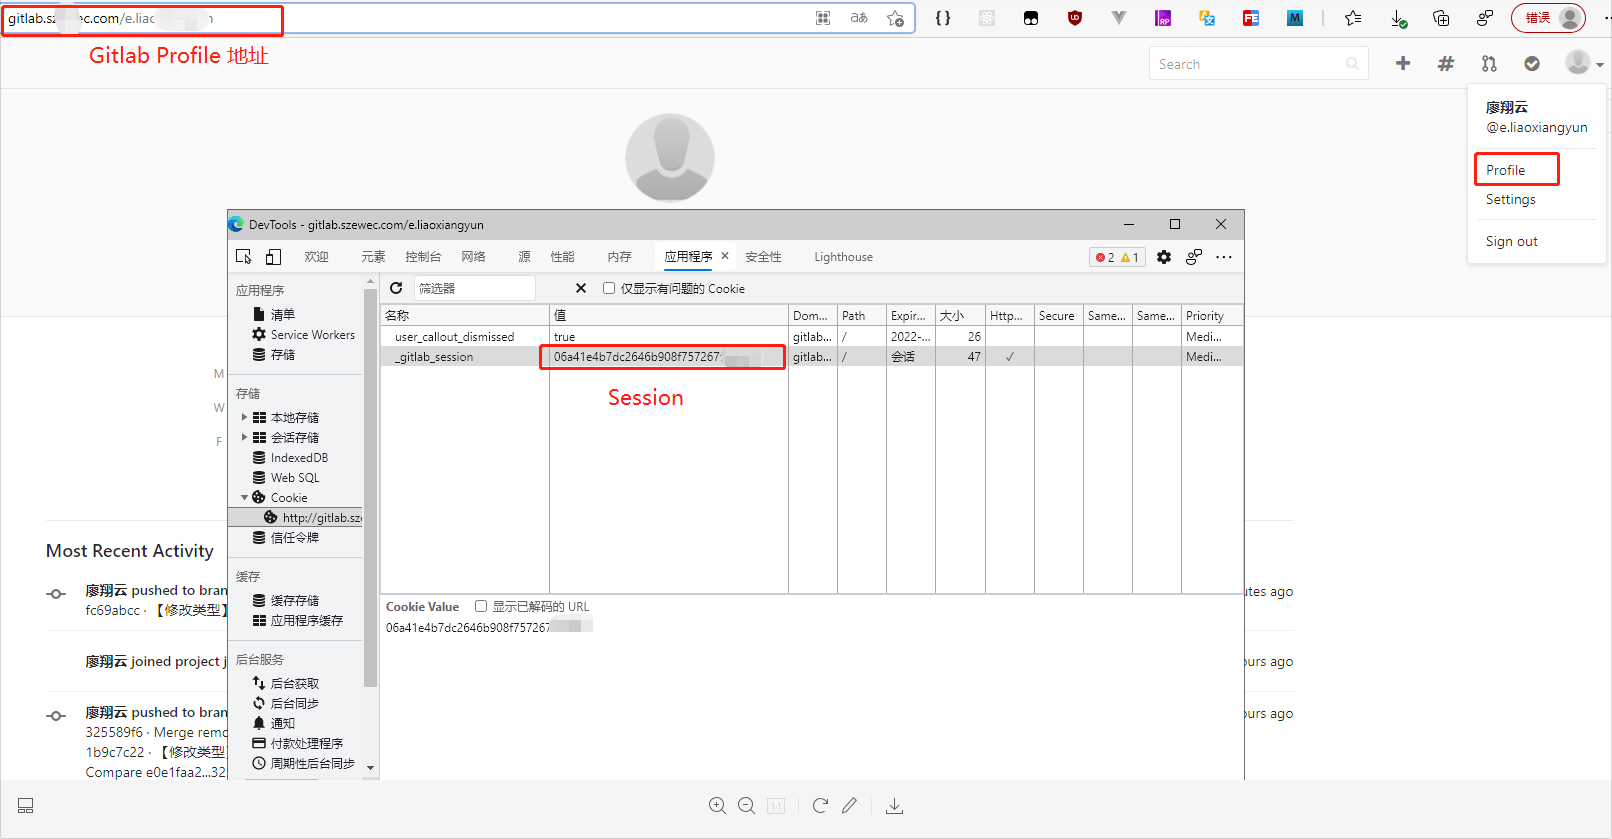 gitlab.szewec.com/e.liao
Gitlab Profile 地址
错误
Search
廖翔云
@e.liaoxiangyun
Profile
Settings
Sign out
DevTools - gitlab.szewec.com/e.liaoxiangyun
欢迎 元素 控制台 网络 源 性能 内存 应用程序 安全性 Lighthouse 2 1
应用程序
清单
Service Workers
存储
筛选器 仅显示有问题的 Cookie
名称 值 Dom... Path Expir... 大小 Http... Secure Same... Same... Priority
user_callout_dismissed true gitlab... / 2022-... 26 Medi...
_gitlab_session 06a41e4b7dc2646b908f757267 gitlab... / 会话 47 ✓ Medi...
Session
M
W
F
存储
本地存储
会话存储
IndexedDB
Web SQL
Cookie
http://gitlab.sz
信任令牌
缓存
缓存存储
应用程序缓存
后台服务
后台获取
后台同步
通知
付款处理程序
周期性后台同步
Cookie Value 显示已解码的 URL
06a41e4b7dc2646b908f757267
Most Recent Activity
廖翔云 pushed to bran
fc69abcc · 【修改类型】
utes ago
廖翔云 joined project j
ours ago
廖翔云 pushed to bran
ours ago
325589f6 · Merge remo
1b9c7c22 · 【修改类型】
Compare e0e1faa2...32